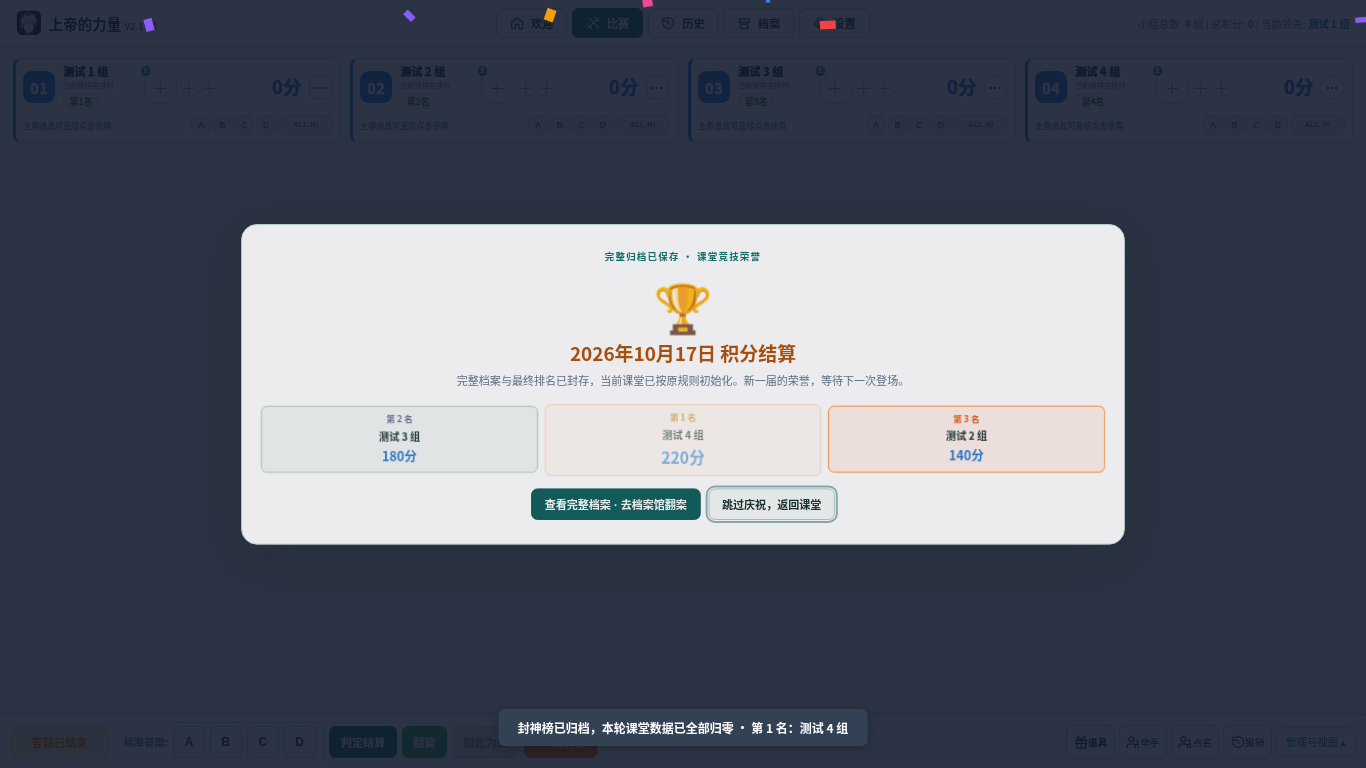 上帝的力量
欢迎
比赛
历史
档案
设置
小组总数: 4 组 | 总积分: 0 | 当前领先: 测试 1 组
01
测试 1 组
第1名
0分
...
A
B
C
D
ALL IN
02
测试 2 组
第2名
0分
...
A
B
C
D
ALL IN
03
测试 3 组
第3名
0分
...
A
B
C
D
ALL IN
04
测试 4 组
第4名
0分
...
A
B
C
D
ALL IN
完整归档已保存 · 课堂竞技荣誉
2026年10月17日 积分结算
完整档案与最终排名已封存，当前课堂已按原规则初始化。新一届的荣誉，等待下一次登场。
第 2 名
测试 3 组
180分
第 1 名
测试 4 组
220分
第 3 名
测试 2 组
140分
查看完整档案 · 去档案馆翻案
跳过庆祝，返回课堂
封神榜已归档，本轮课堂数据已全部归零 · 第 1 名：测试 4 组
答题已结束
标准答案:
A
B
C
D
判定结算
翻篇
道具
举手
点名
撤销
管理与视图▴